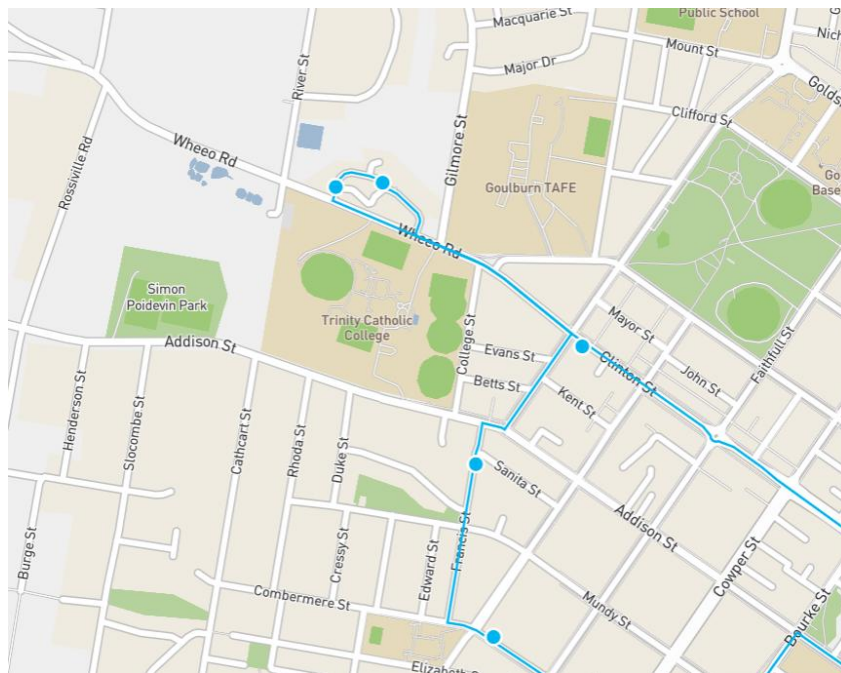 Macquarie St
Public School
Nich
Mount St
River St
Major Dr
Golds
Clifford St
Rossiville Rd
Wheeo Rd
Gilmore St
Goulburn TAFE
Go
Base
Wheeo Rd
Simon
Poidevin Park
Trinity Catholic
College
Mayor St
Faithfull St
Addison St
College St
Evans St
Clinton St
John St
Betts St
Kent St
Henderson St
Slocombe St
Cathcart St
Rhoda St
Duke St
Sanita St
Addison St
Burge St
Cressy St
Edward St
Francis St
Cowper St
Combermere St
Mundy St
Bourke St
Elizabeth